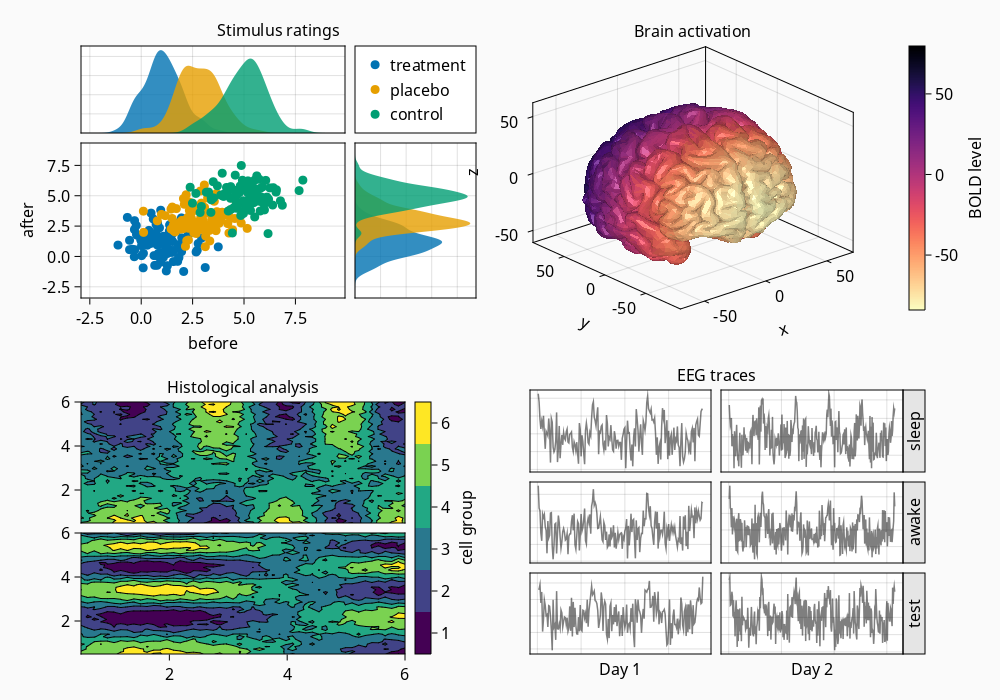 Stimulus ratings
treatment
placebo
control
after
7.5
5.0
2.5
0.0
-2.5
-2.5 0.0 2.5 5.0 7.5
before
Brain activation
z
50
0
-50
50
0
-50
y
-50
0
50
x
50
0
-50
BOLD level
Histological analysis
6
4
2
6
4
2
2 4 6
6
5
4
3
2
1
cell group
EEG traces
sleep
awake
test
Day 1 Day 2